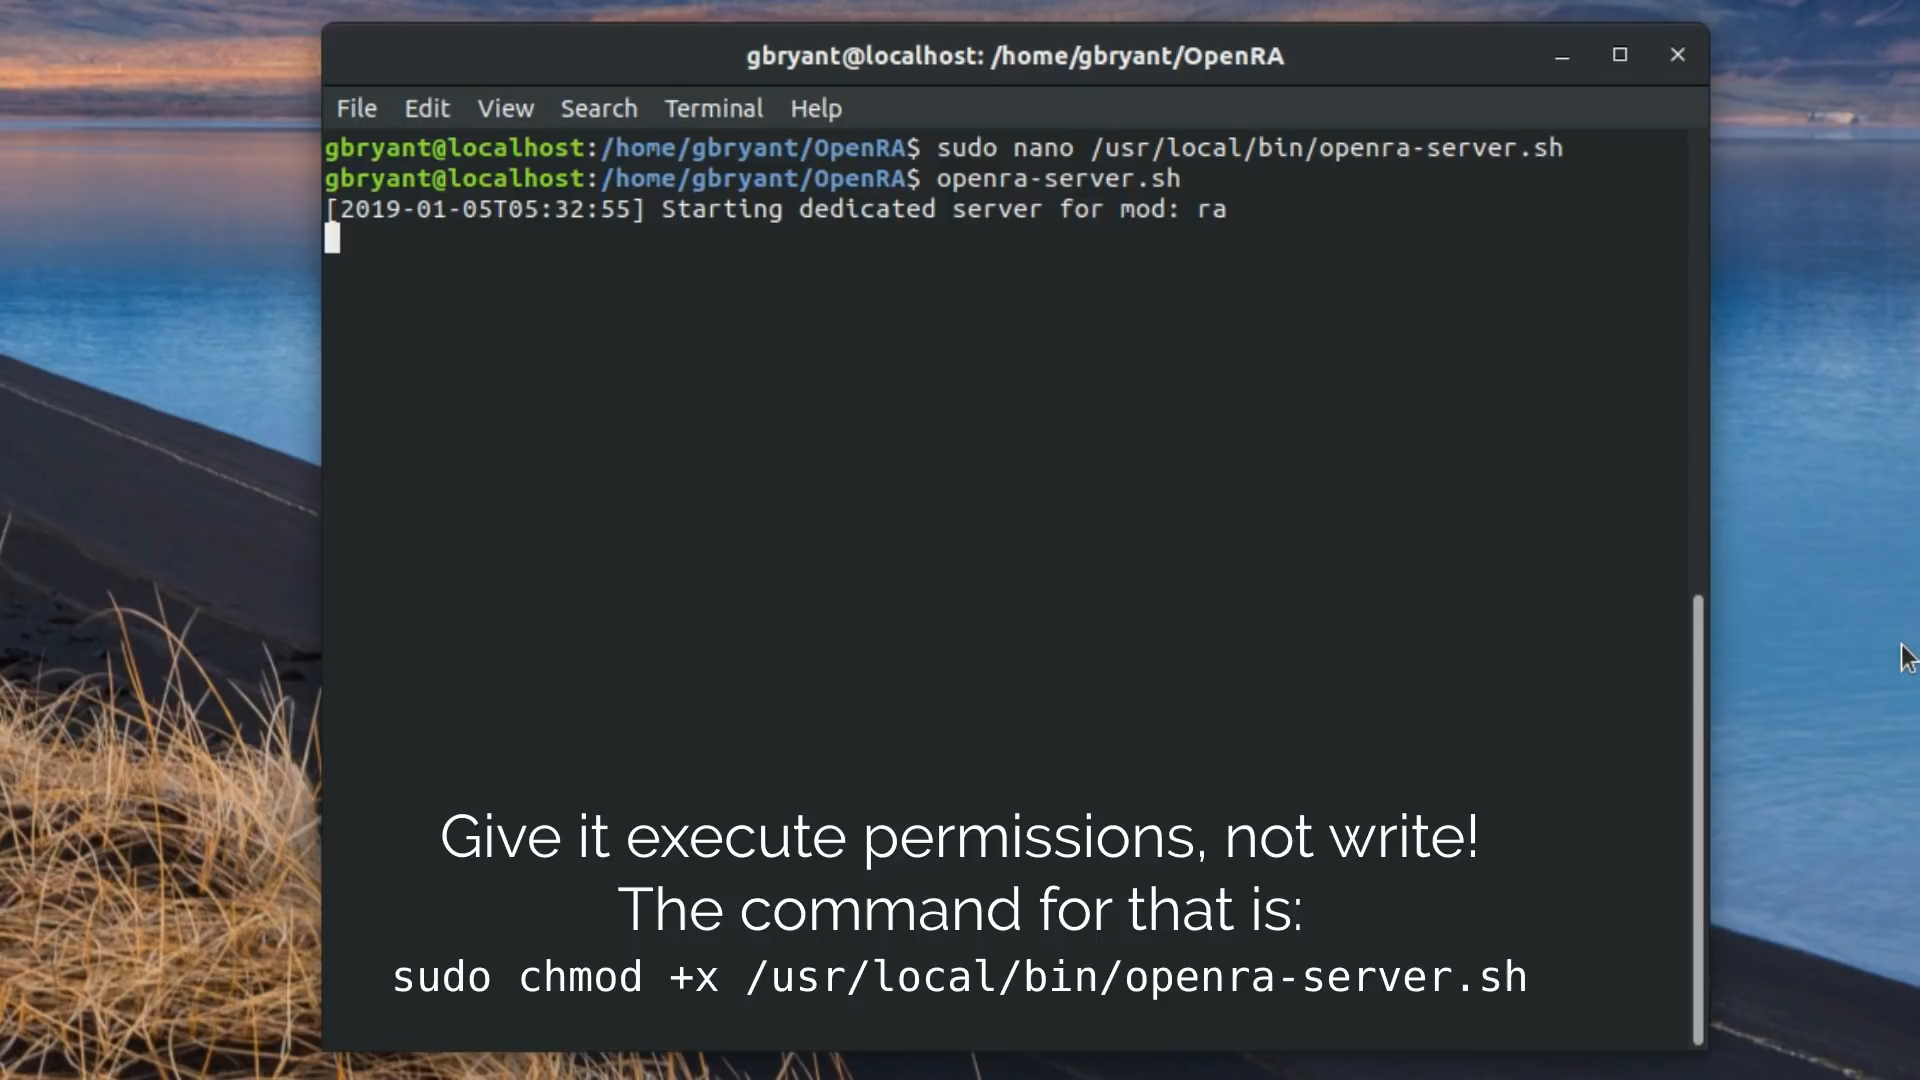 gbryant@localhost: /home/gbryant/OpenRA
File Edit View Search Terminal Help
gbryant@localhost:/home/gbryant/OpenRA$ sudo nano /usr/local/bin/openra-server.sh
gbryant@localhost:/home/gbryant/OpenRA$ openra-server.sh
[2019-01-05T05:32:55] Starting dedicated server for mod: ra
Give it execute permissions, not write!
The command for that is:
sudo chmod +x /usr/local/bin/openra-server.sh